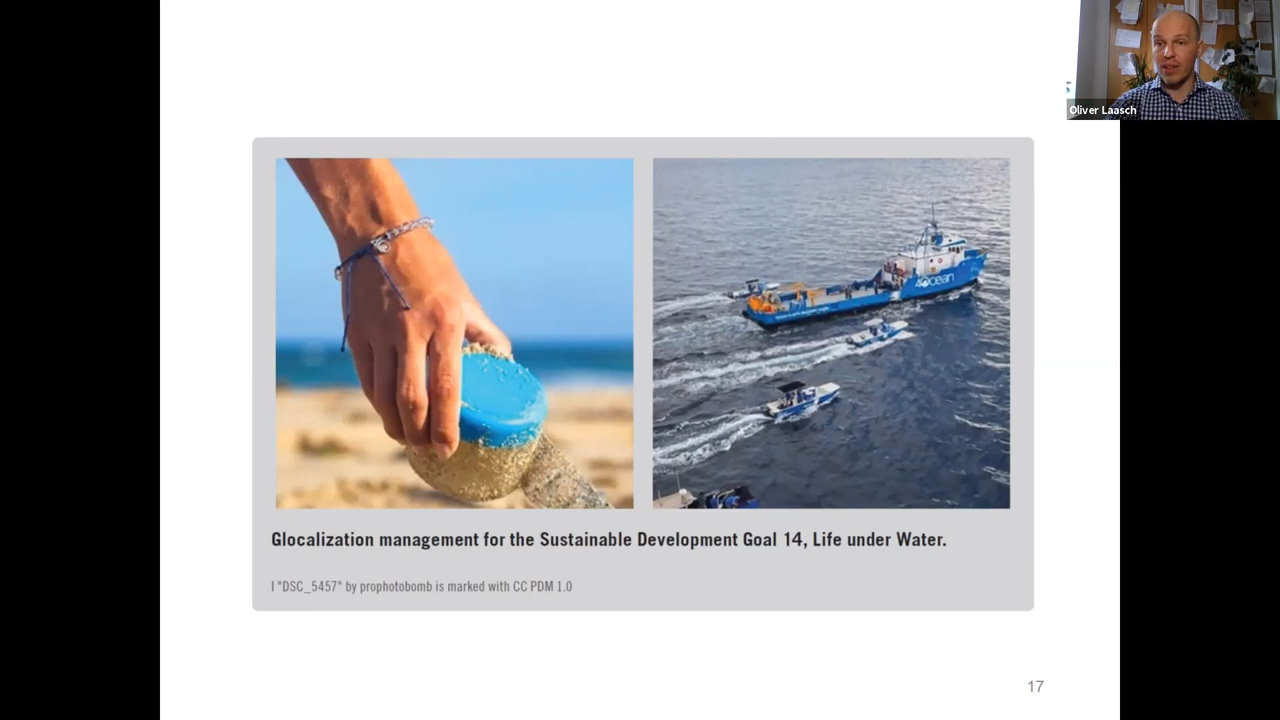 Oliver Laasch
4ocean
Glocalization management for the Sustainable Development Goal 14, Life under Water.
I "DSC_5457" by prophotobomb is marked with CC PDM 1.0
17